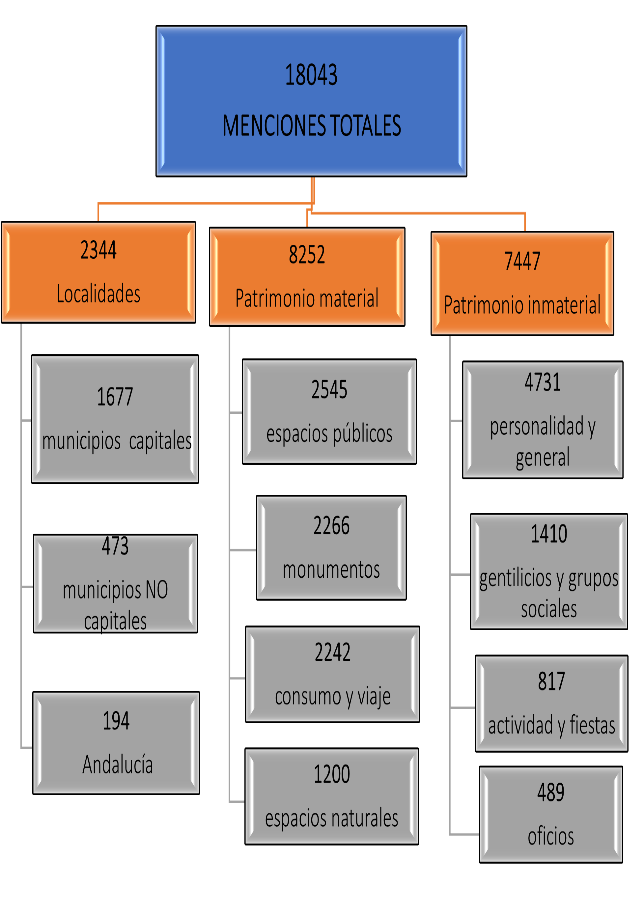 18043
MENCIONES TOTALES
2344
Localidades
1677
municipios capitales
473
municipios NO
capitales
194
Andalucía
8252
Patrimonio material
2545
espacios públicos
2266
monumentos
2242
consumo y viaje
1200
espacios naturales
7447
Patrimonio inmaterial
4731
personalidad y
general
1410
gentilicios y grupos
sociales
817
actividad y fiestas
489
oficios